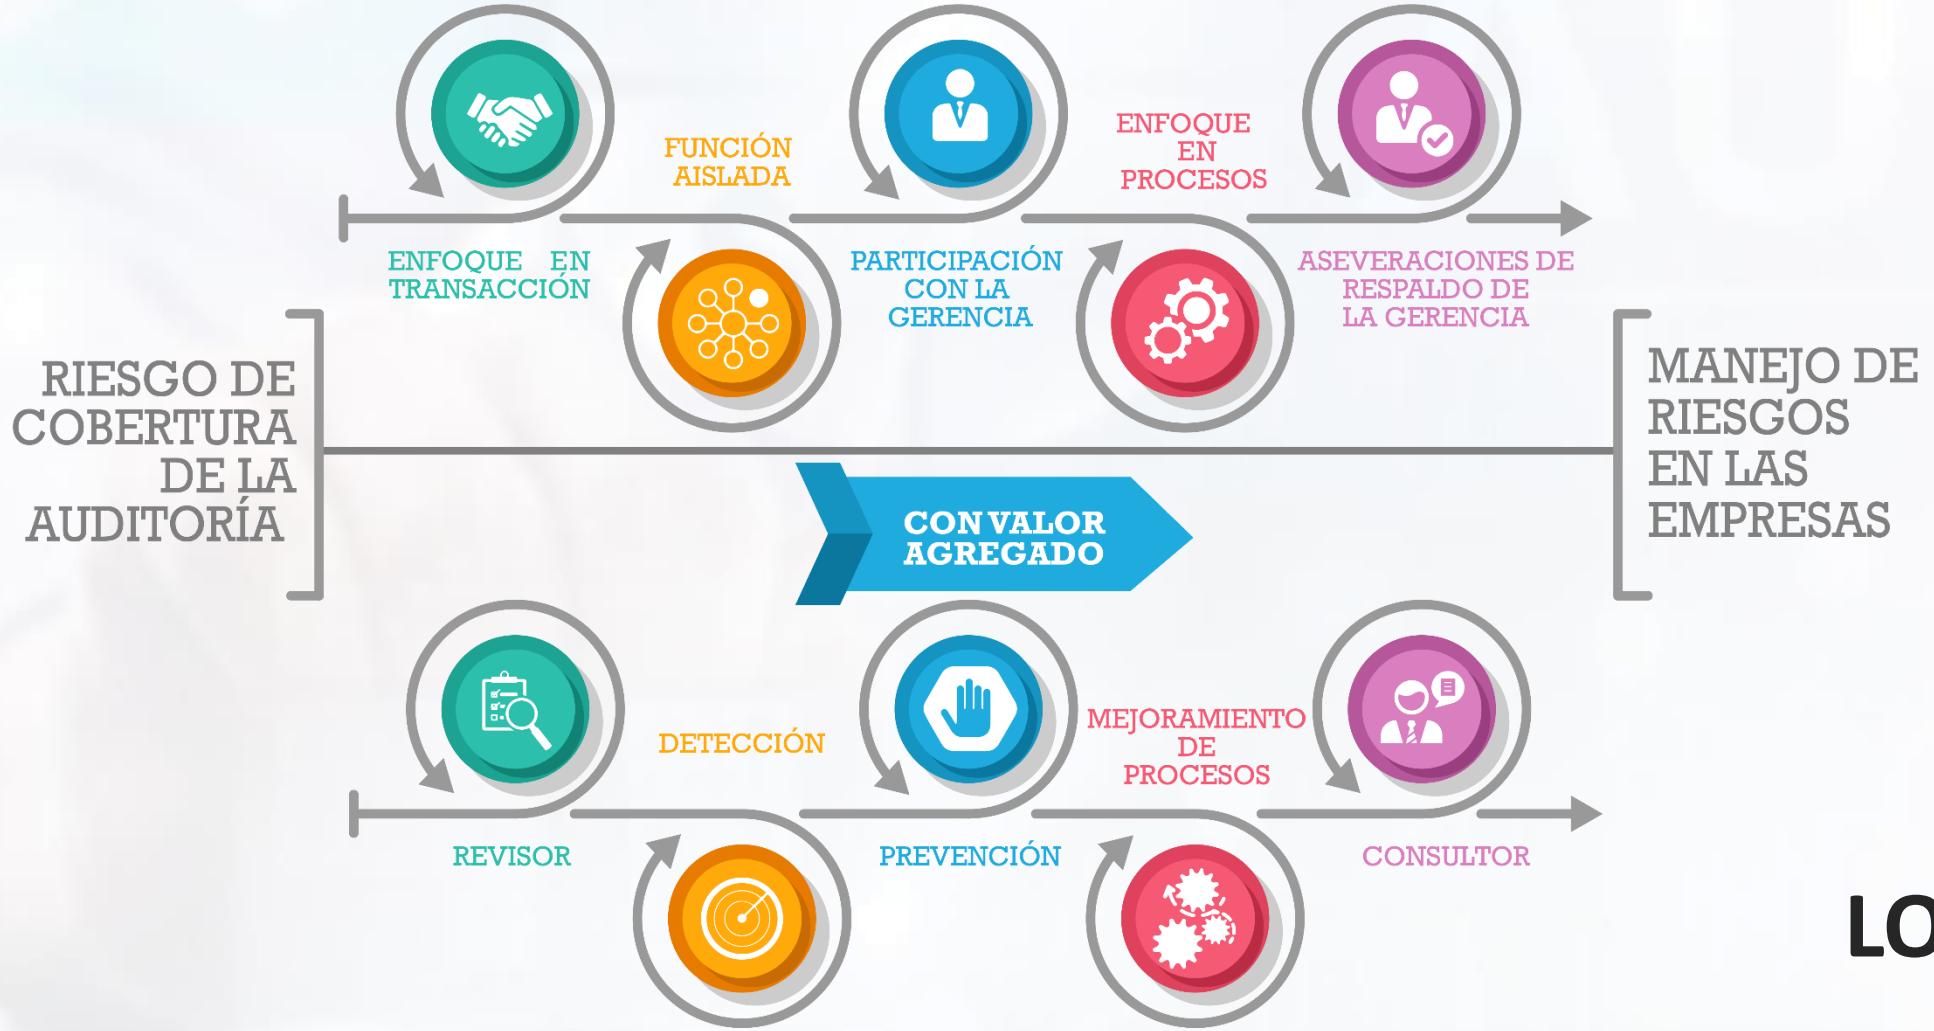 FUNCIÓN
AISLADA
ENFOQUE
EN
PROCESOS
ENFOQUE EN
TRANSACCIÓN
PARTICIPACIÓN
CON LA
GERENCIA
ASEVERACIONES DE
RESPALDO DE
LA GERENCIA
RIESGO DE
COBERTURA
DE LA
AUDITORÍA
MANEJO DE
RIESGOS
EN LAS
EMPRESAS
CON VALOR
AGREGADO
DETECCIÓN
MEJORAMIENTO
DE
PROCESOS
REVISOR
PREVENCIÓN
CONSULTOR
LO